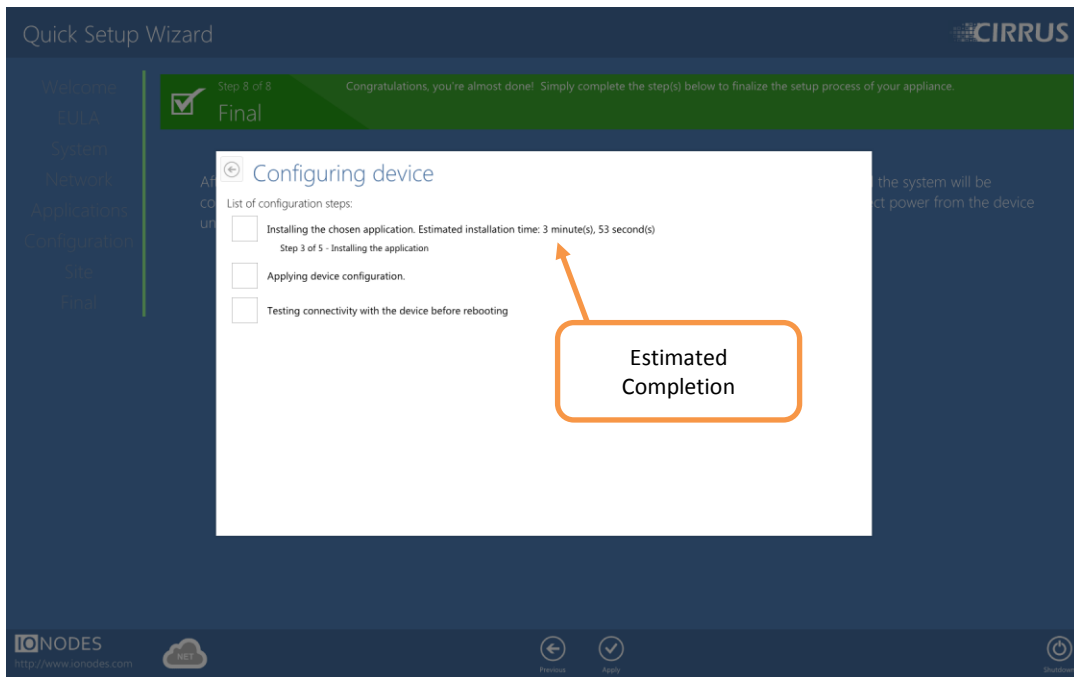 Quick Setup Wizard
CIRRUS
Welcome
EULA
System
Network
Applications
Configuration
Site
Final
Step 8 of 8
Final
Congratulations, you're almost done! Simply complete the step(s) below to finalize the setup process of your appliance.
the system will be
power from the device
Configuring device
List of configuration steps:
Installing the chosen application. Estimated installation time: 3 minute(s), 53 second(s)
Step 3 of 5 - Installing the application
Applying device configuration.
Testing connectivity with the device before rebooting
Estimated
Completion
IONODES
http://www.ionodes.com
NET
Previous
Apply
Shutdown